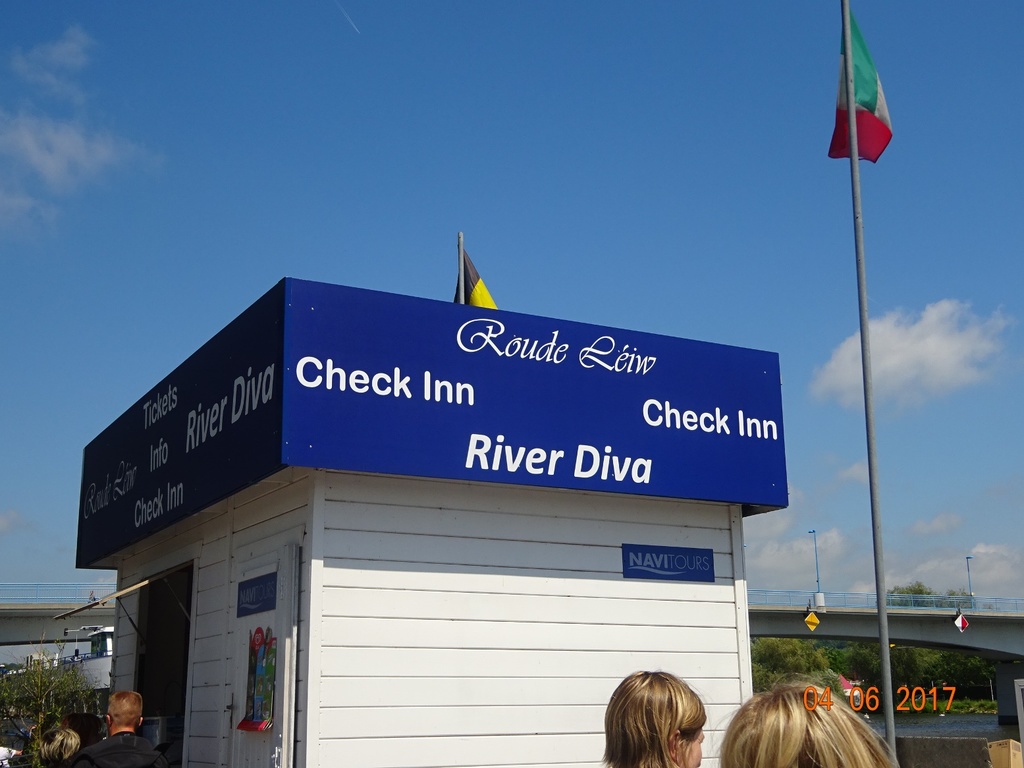 Tickets
River Diva
Info
Roude Léiw
Check Inn
Roude Léiw
Check Inn
Check Inn
River Diva
NAVITOURS
NAVITOURS
04 06 2017